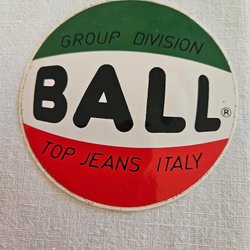 GROUP DIVISION
BALL®
TOP JEANS ITALY